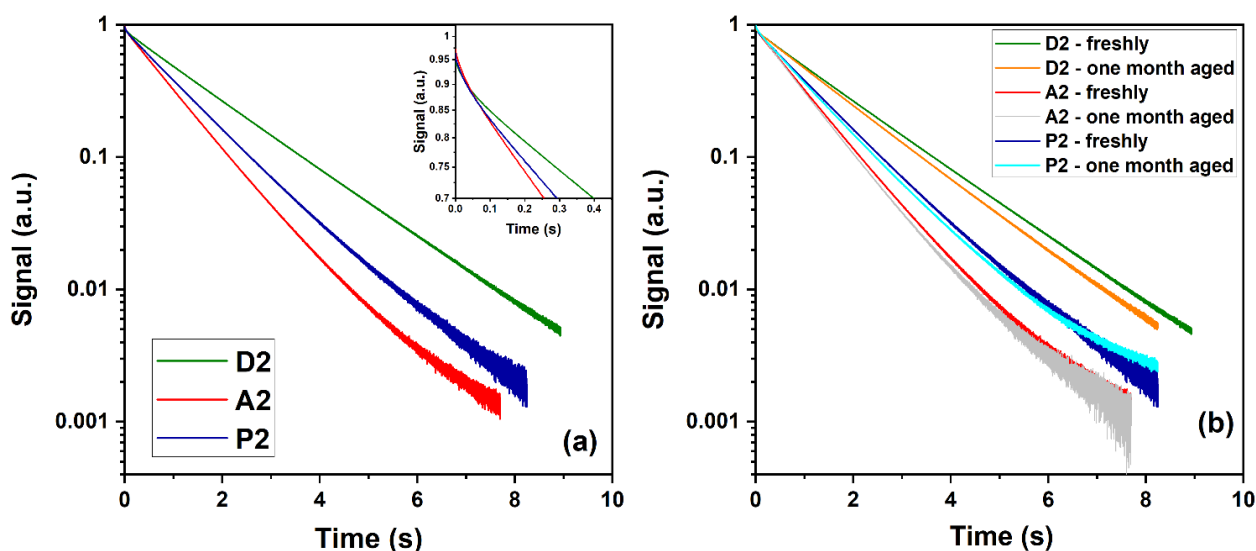 1
0.1
0.01
0.001
Signal (a.u.)
0
2
4
6
8
10
Time (s)
D2
A2
P2
(a)
1
0.95
0.9
0.85
0.8
0.75
0.7
Signal (a.u.)
0.0
0.1
0.2
0.3
0.4
Time (s)
1
0.1
0.01
0.001
Signal (a.u.)
0
2
4
6
8
10
Time (s)
D2 - freshly
D2 - one month aged
A2 - freshly
A2 - one month aged
P2 - freshly
P2 - one month aged
(b)